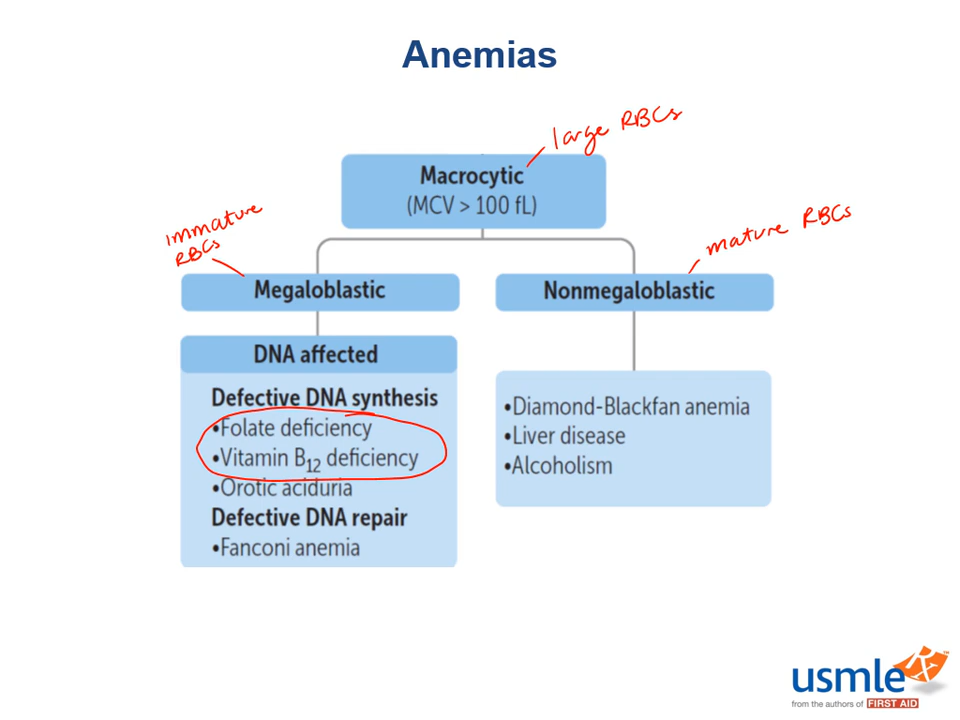 Anemias
large RBCs
Macrocytic
(MCV > 100 fL)
immature
RBCs
mature RBCs
Megaloblastic
Nonmegaloblastic
DNA affected
Defective DNA synthesis
•Folate deficiency
•Vitamin B12 deficiency
•Orotic aciduria
Defective DNA repair
•Fanconi anemia
•Diamond-Blackfan anemia
•Liver disease
•Alcoholism
usmle Rx™
from the authors of FIRST AID